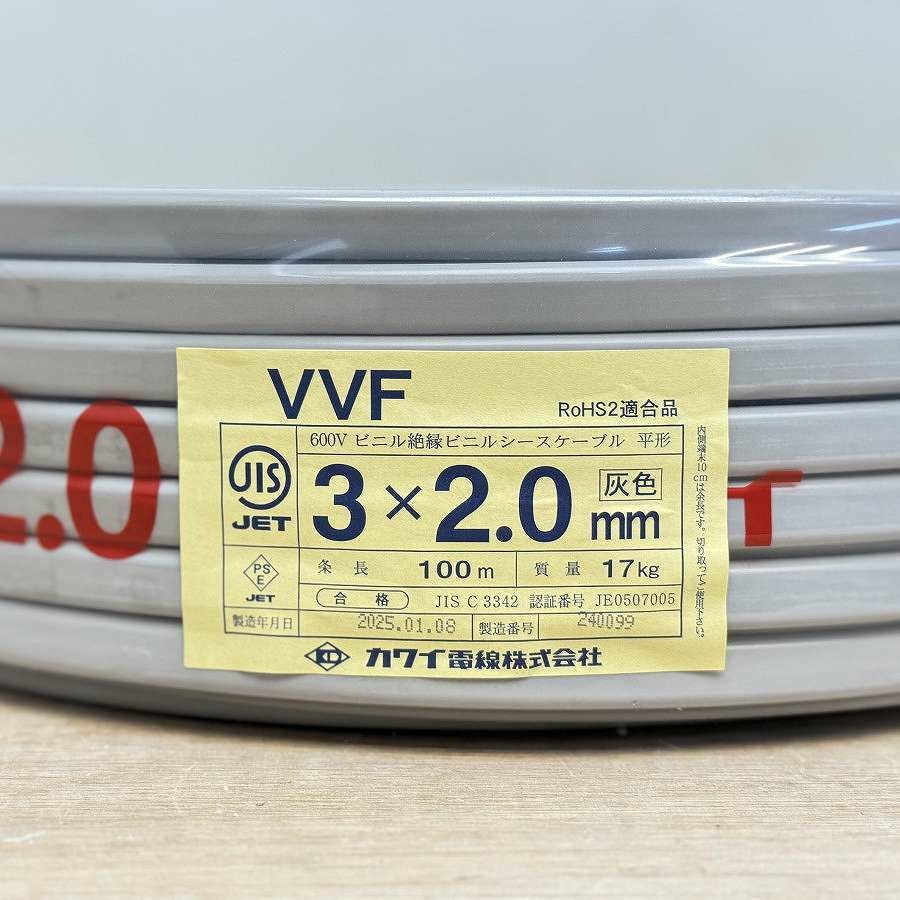 VVF
RoHS2適合品
600V ビニル絶縁ビニルシースケーブル 平形
JIS
JET
3×2.0 mm
灰色
条長 100m 質量 17kg
PS
E
JET
合格 JIS C 3342 認証番号 JE0507005
製造年月日 2025.01.08 製造番号 240099
カワイ電線株式会社
内側端末10cmは余長です。切り取ってご使用下さい。
2.0
イ